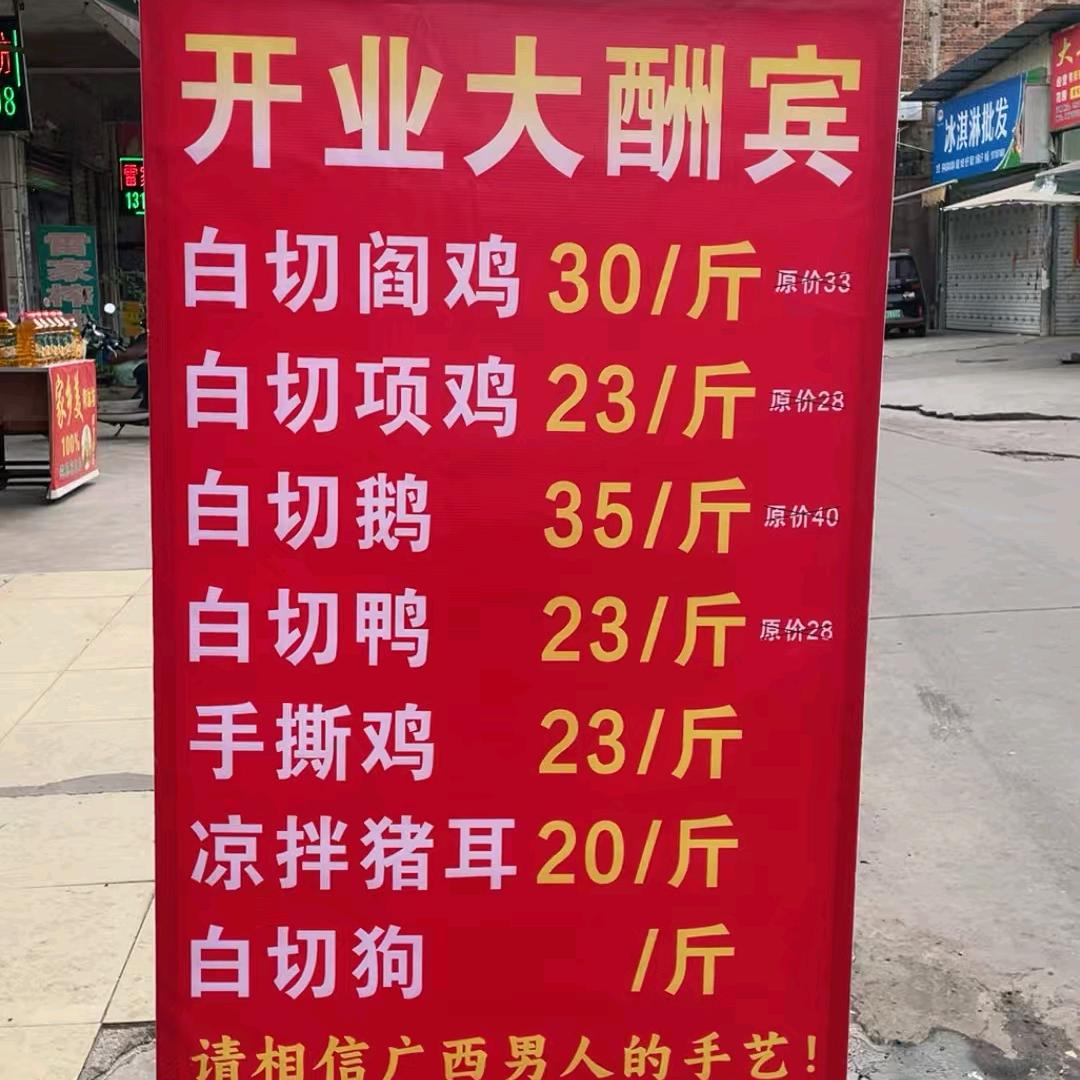 开业大酬宾
白切阎鸡 30/斤 原价33
白切项鸡 23/斤 原价28
白切鹅 35/斤 原价40
白切鸭 23/斤 原价28
手撕鸡 23/斤
凉拌猪耳 20/斤
白切狗 /斤
请相信广西男人的手艺!
冰淇淋批发
100%